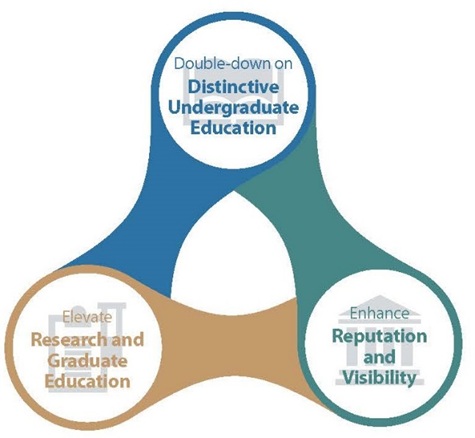 Double-down on
Distinctive
Undergraduate
Education
Elevate
Research and
Graduate
Education
Enhance
Reputation
and
Visibility